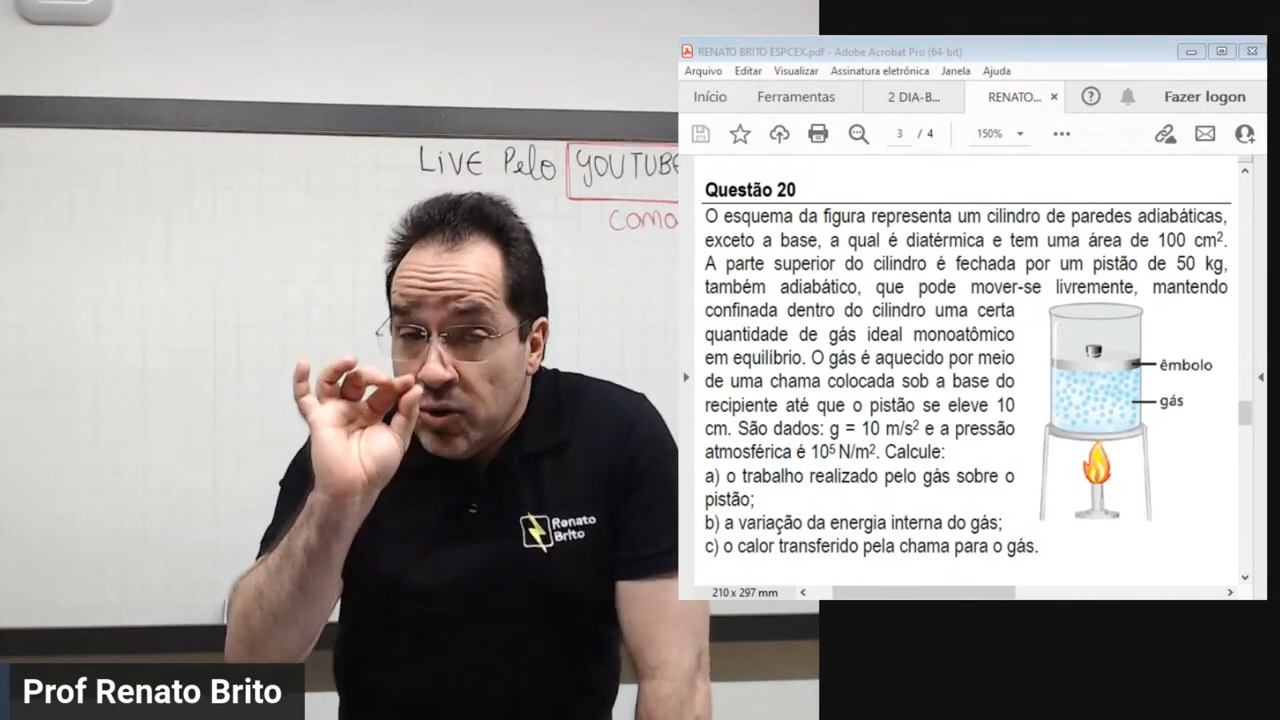 LIVE Pelo YOUTUBE
como
Renato
Brito
Prof Renato Brito
RENATO BRITO ESPCEX.pdf - Adobe Acrobat Pro (64-bit)
Arquivo Editar Visualizar Assinatura eletrônica Janela Ajuda
Início Ferramentas 2 DIA-B... RENATO... × ? Fazer logon
3 / 4 150%
Questão 20
O esquema da figura representa um cilindro de paredes adiabáticas,
exceto a base, a qual é diatérmica e tem uma área de 100 cm².
A parte superior do cilindro é fechada por um pistão de 50 kg,
também adiabático, que pode mover-se livremente, mantendo
confinada dentro do cilindro uma certa
quantidade de gás ideal monoatômico
em equilíbrio. O gás é aquecido por meio
de uma chama colocada sob a base do
recipiente até que o pistão se eleve 10
cm. São dados: g = 10 m/s² e a pressão
atmosférica é 10⁵ N/m². Calcule:
a) o trabalho realizado pelo gás sobre o
pistão;
b) a variação da energia interna do gás;
c) o calor transferido pela chama para o gás.
êmbolo
gás
210 x 297 mm